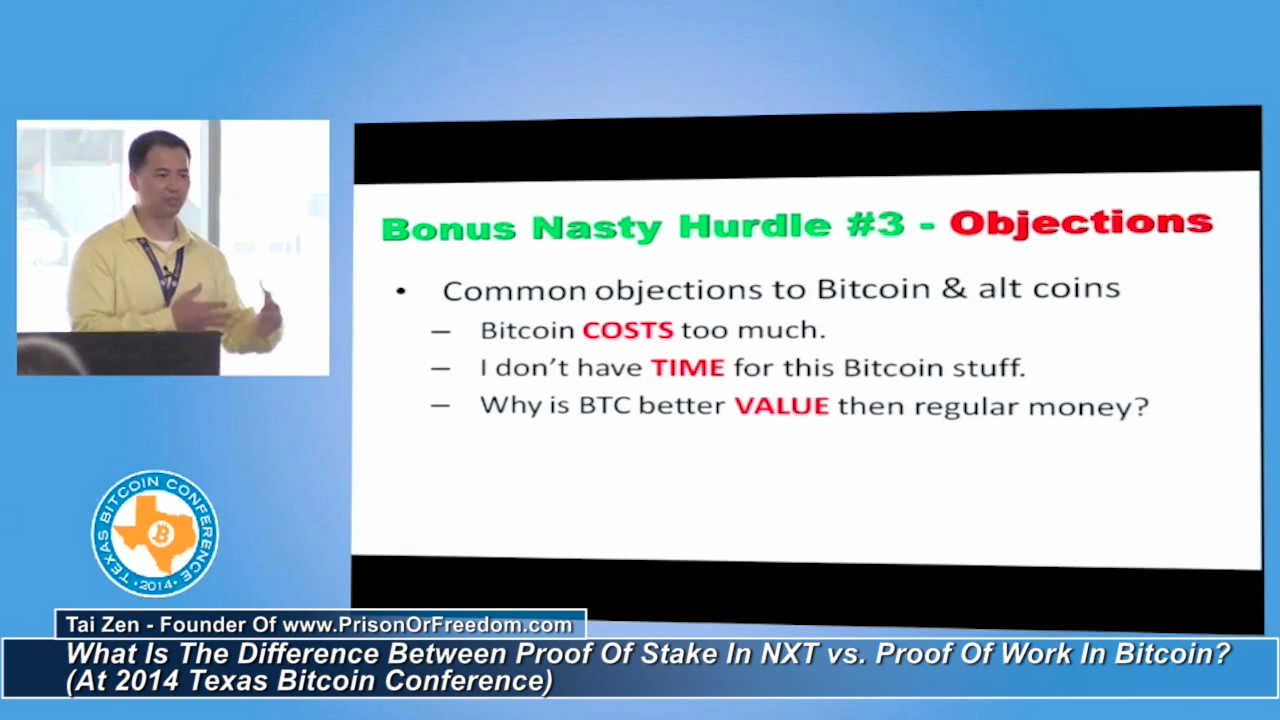 Bonus Nasty Hurdle #3 - Objections
• Common objections to Bitcoin & alt coins
– Bitcoin COSTS too much.
– I don't have TIME for this Bitcoin stuff.
– Why is BTC better VALUE then regular money?
TEXAS BITCOIN CONFERENCE
•2014•
Tai Zen - Founder Of www.PrisonOrFreedom.com
What Is The Difference Between Proof Of Stake In NXT vs. Proof Of Work In Bitcoin?
(At 2014 Texas Bitcoin Conference)